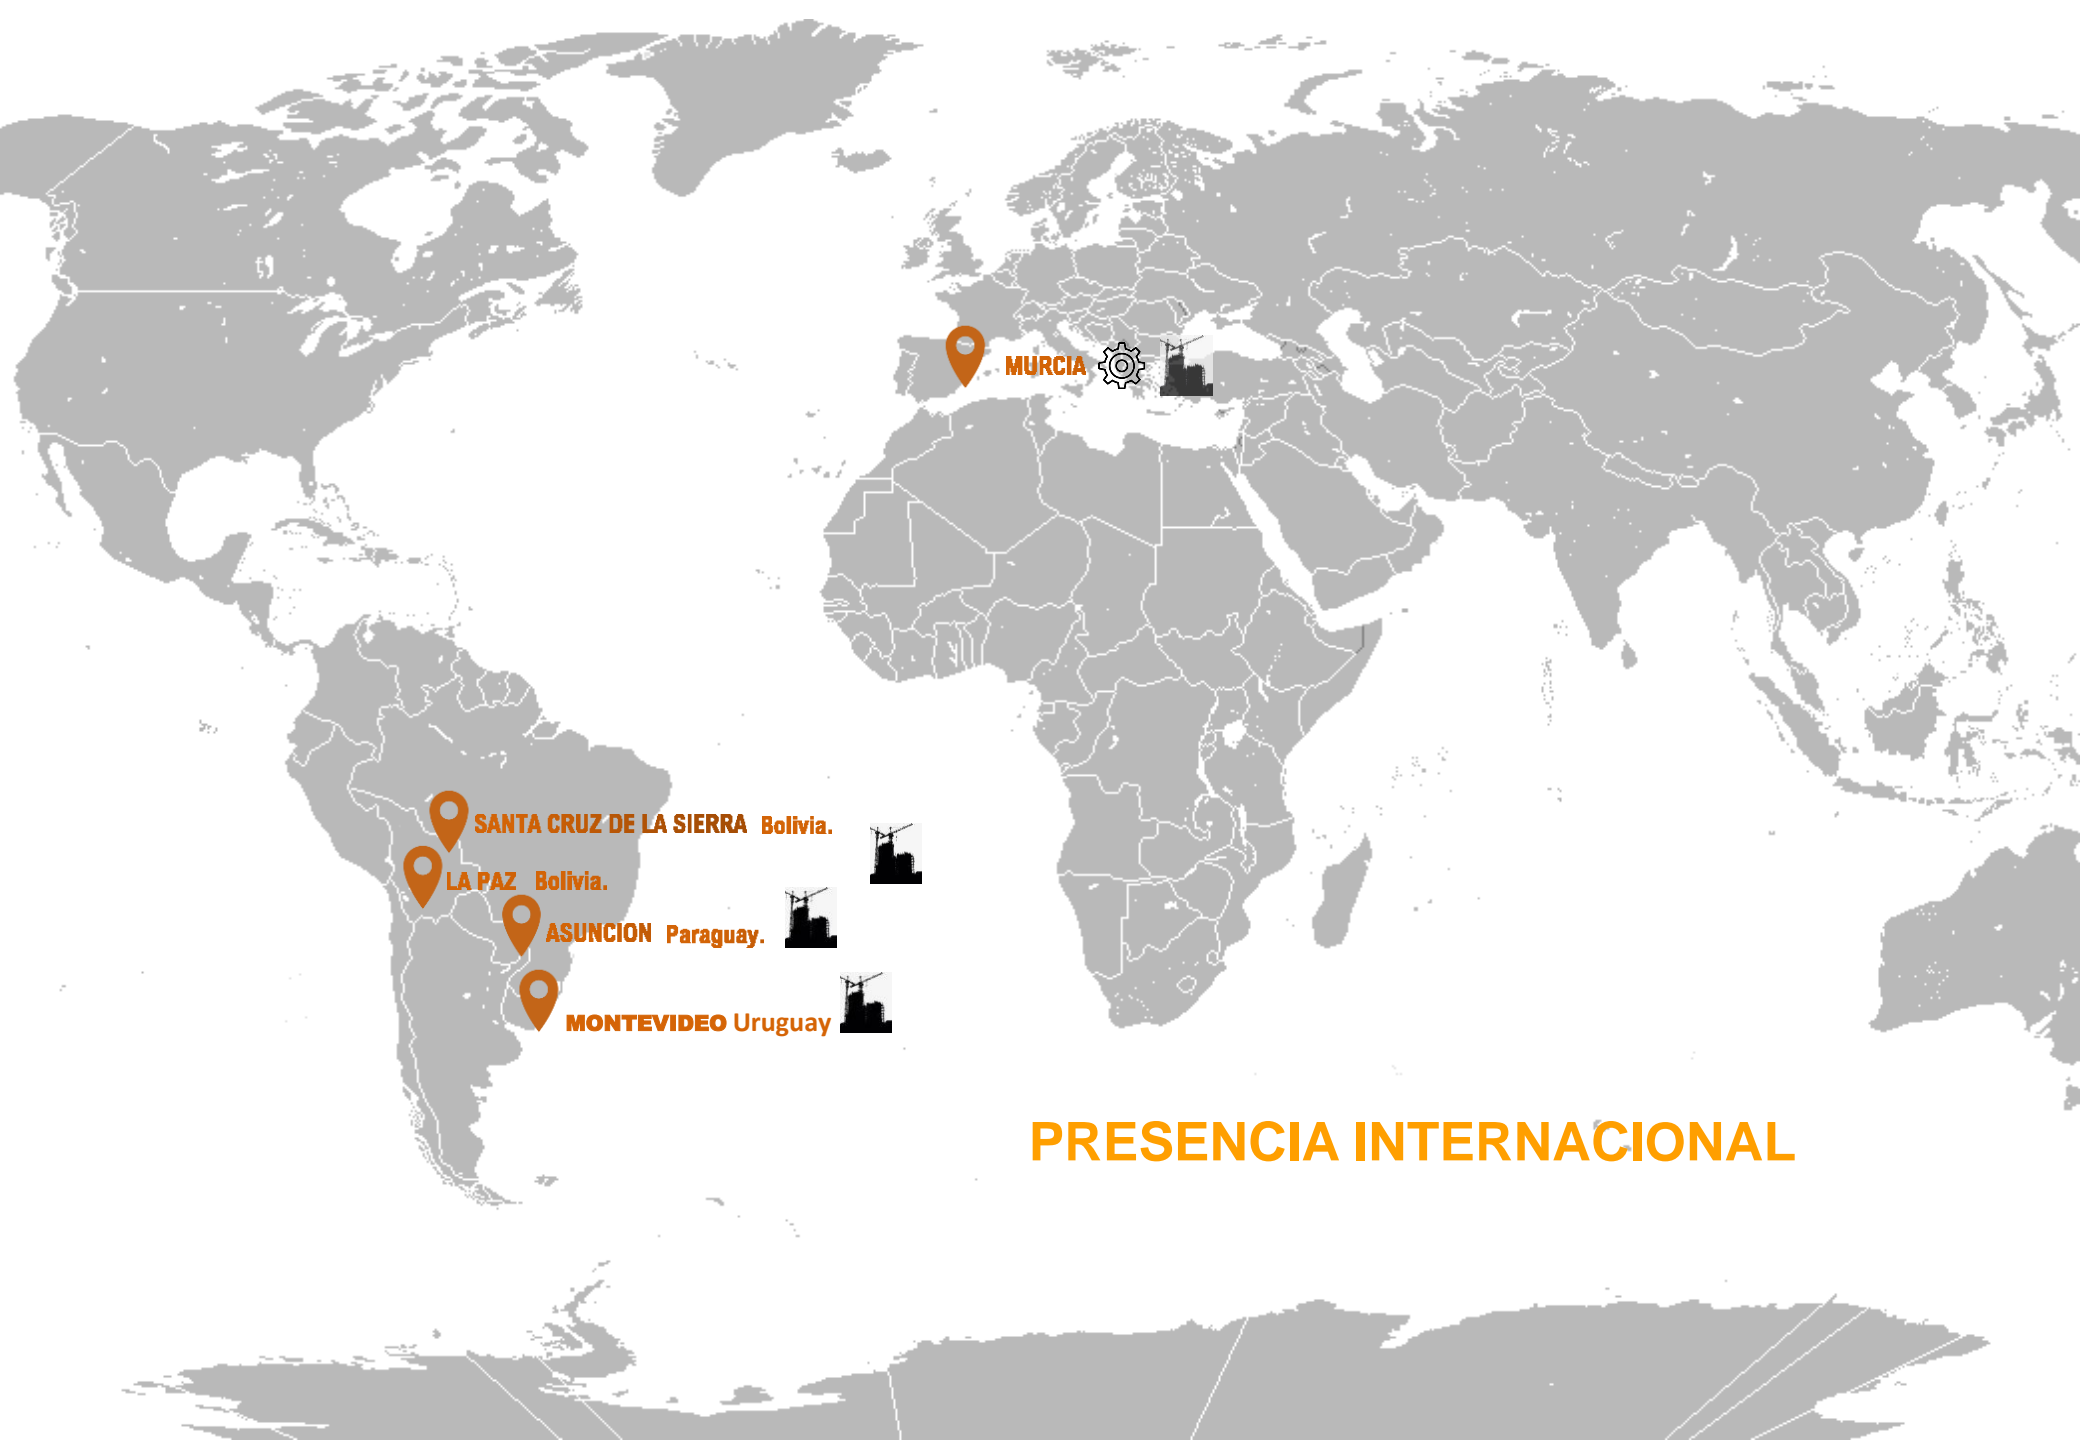 MURCIA
SANTA CRUZ DE LA SIERRA Bolivia.
LA PAZ Bolivia.
ASUNCION Paraguay.
MONTEVIDEO Uruguay
PRESENCIA INTERNACIONAL